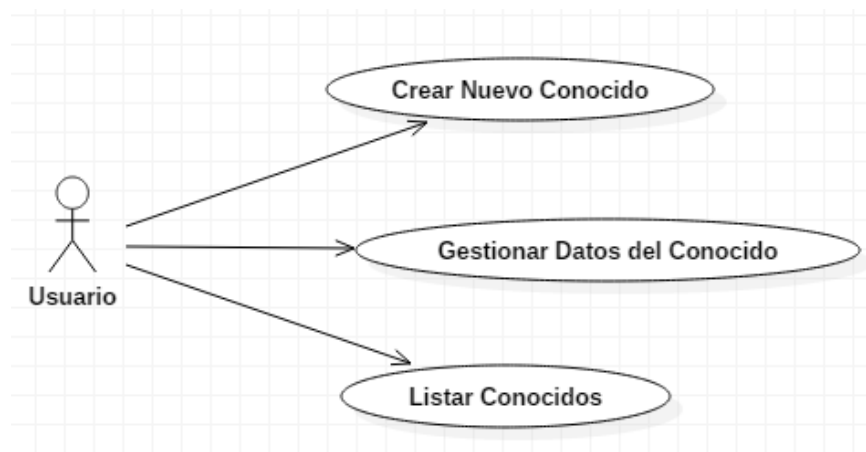 Crear Nuevo Conocido
Gestionar Datos del Conocido
Usuario
Listar Conocidos